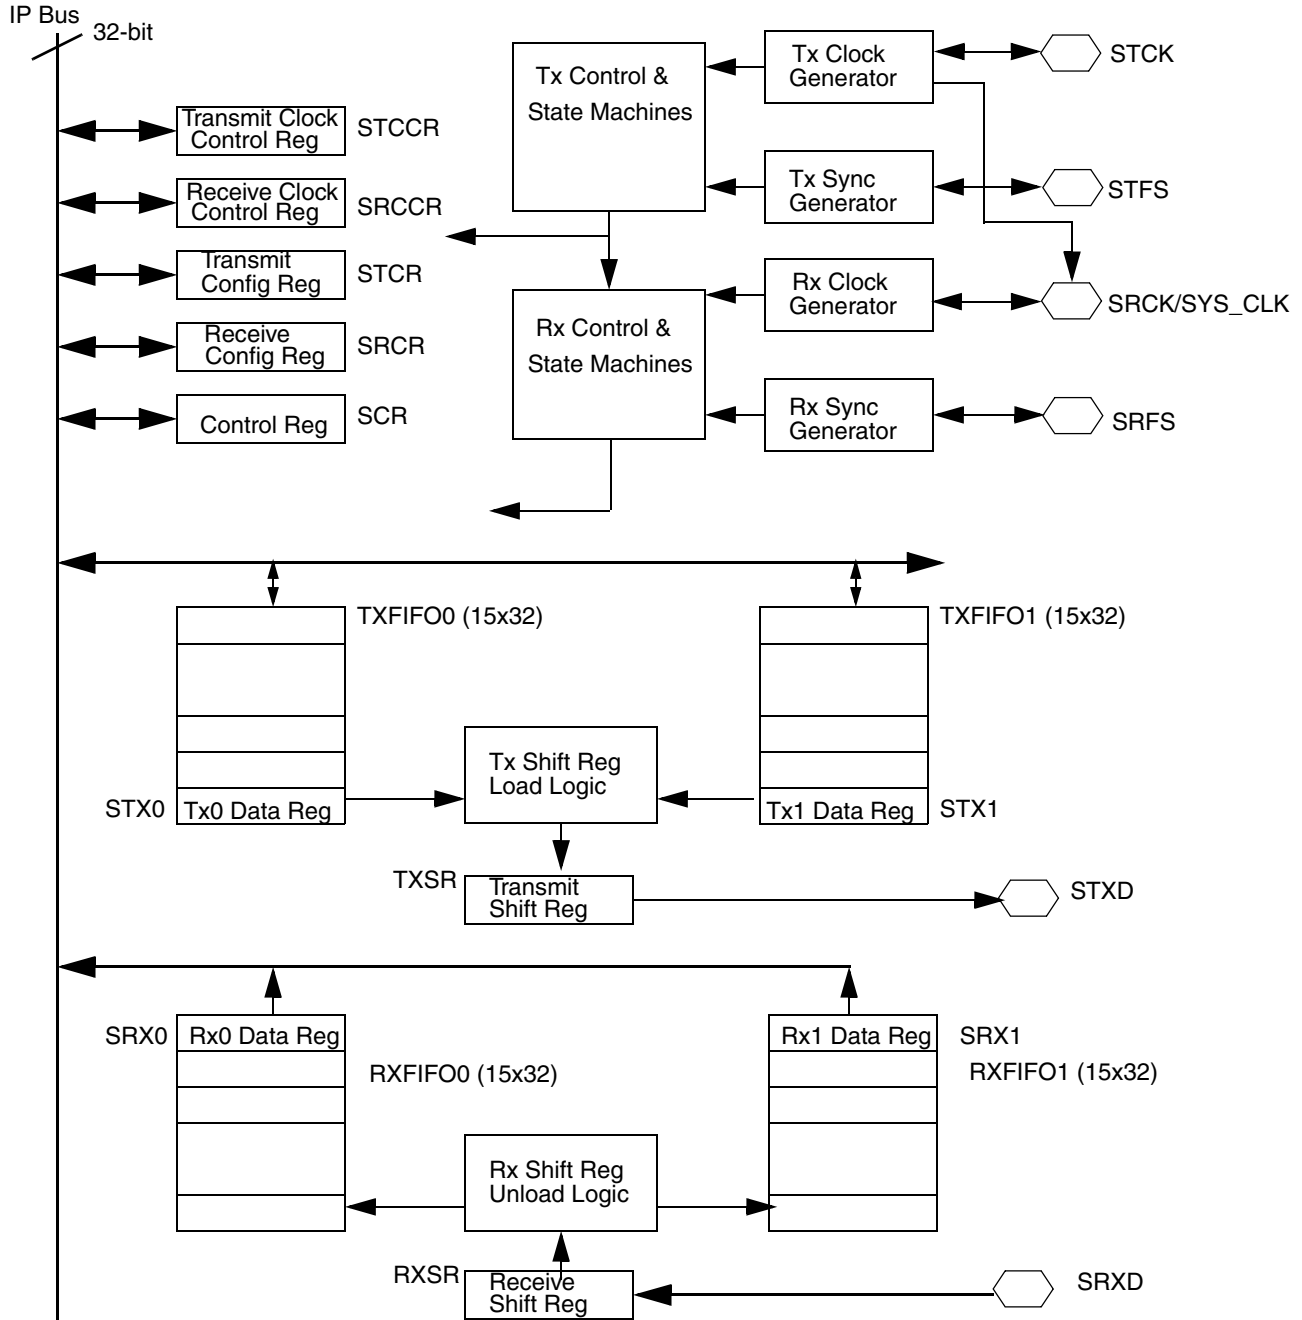 IP Bus
32-bit
Transmit Clock
Control Reg
STCCR
Receive Clock
Control Reg
SRCCR
Transmit
Config Reg
STCR
Receive
Config Reg
SRCR
Control Reg
SCR
Tx Control &
State Machines
Tx Clock
Generator
STCK
Tx Sync
Generator
STFS
Rx Control &
State Machines
Rx Clock
Generator
SRCK/SYS_CLK
Rx Sync
Generator
SRFS
TXFIFO0 (15x32)
TXFIFO1 (15x32)
Tx Shift Reg
Load Logic
STX0
Tx0 Data Reg
Tx1 Data Reg
STX1
TXSR
Transmit
Shift Reg
STXD
SRX0
Rx0 Data Reg
Rx1 Data Reg
SRX1
RXFIFO0 (15x32)
RXFIFO1 (15x32)
Rx Shift Reg
Unload Logic
RXSR
Receive
Shift Reg
SRXD